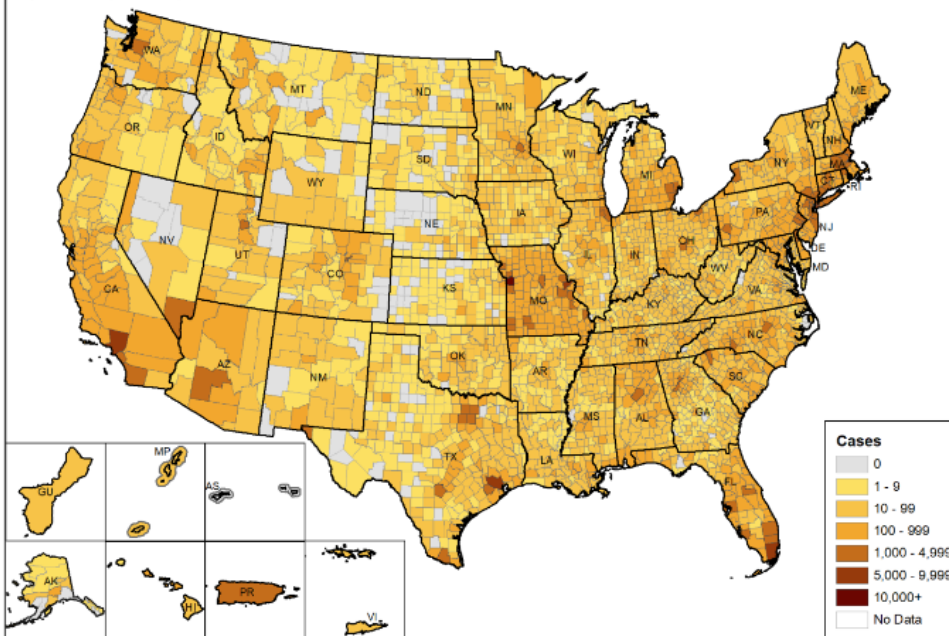 WA
MT
ND
MN
ME
OR
ID
SD
WI
MI
VT
NH
NY
MA
CT
RI
WY
IA
NE
PA
NJ
NV
UT
CO
KS
MO
IL
IN
OH
WV
DE
MD
CA
KY
VA
AZ
NM
OK
AR
TN
NC
SC
MS
AL
GA
TX
LA
FL
GU
MP
AS
AK
HI
PR
VI
Cases
0
1 - 9
10 - 99
100 - 999
1,000 - 4,999
5,000 - 9,999
10,000+
No Data